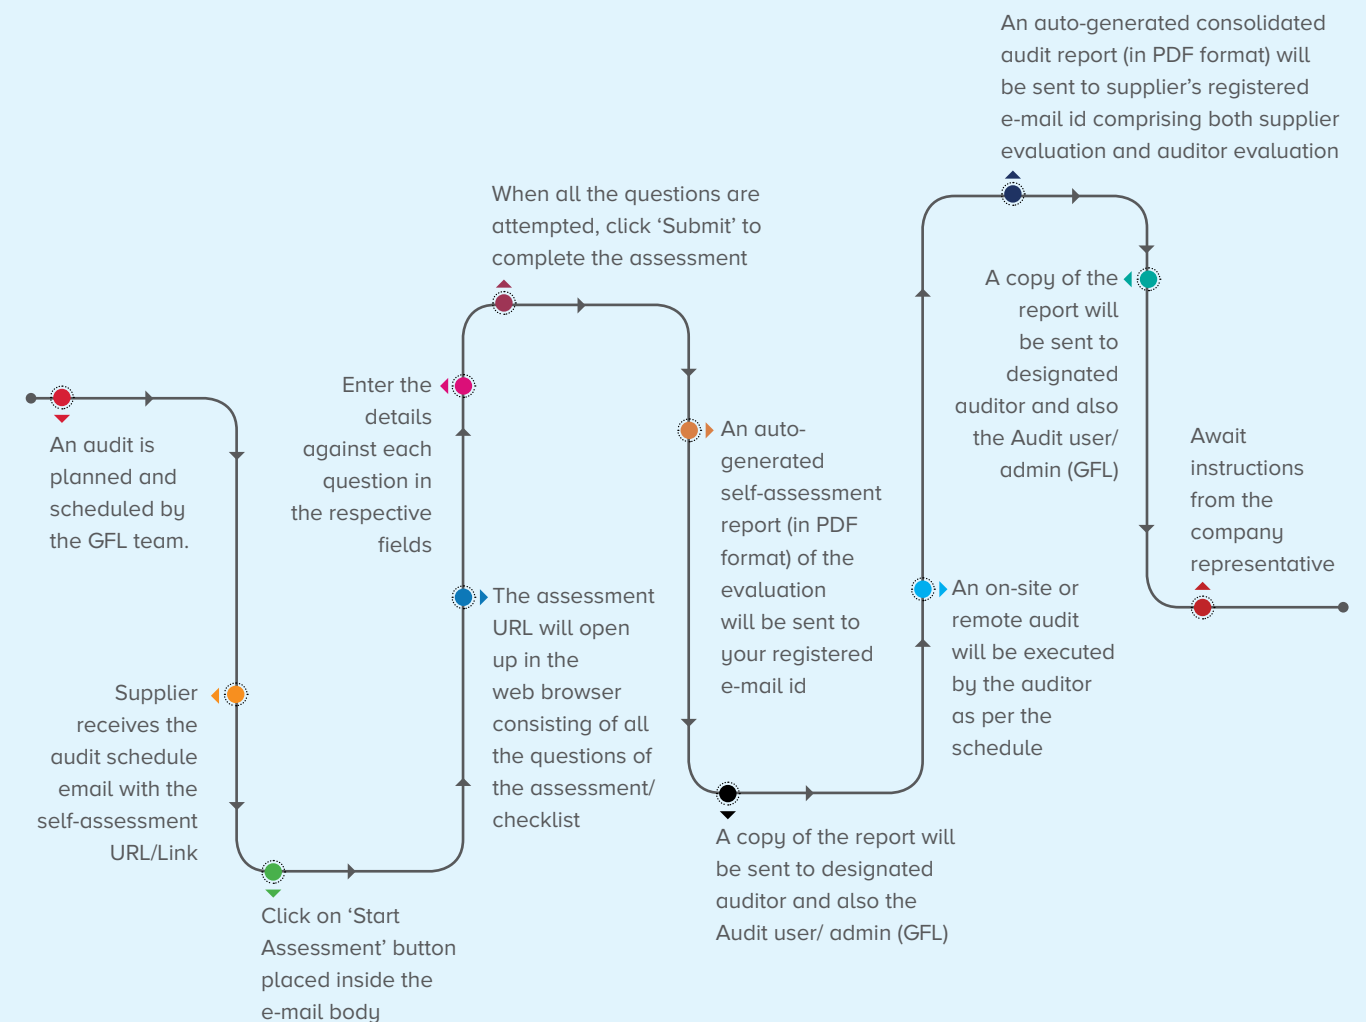 An audit is
planned and
scheduled by
the GFL team.
Supplier
receives the
audit schedule
email with the
self-assessment
URL/Link
Click on ‘Start
Assessment’ button
placed inside the
e-mail body
The assessment
URL will open
up in the
web browser
consisting of all
the questions of
the assessment/
checklist
Enter the
details
against each
question in
the respective
fields
When all the questions are
attempted, click ‘Submit’ to
complete the assessment
An auto-
generated
self-assessment
report (in PDF
format) of the
evaluation
will be sent to
your registered
e-mail id
A copy of the report will
be sent to designated
auditor and also the
Audit user/ admin (GFL)
An on-site or
remote audit
will be executed
by the auditor
as per the
schedule
An auto-generated consolidated
audit report (in PDF format) will
be sent to supplier’s registered
e-mail id comprising both supplier
evaluation and auditor evaluation
A copy of the
report will
be sent to
designated
auditor and also
the Audit user/
admin (GFL)
Await
instructions
from the
company
representative